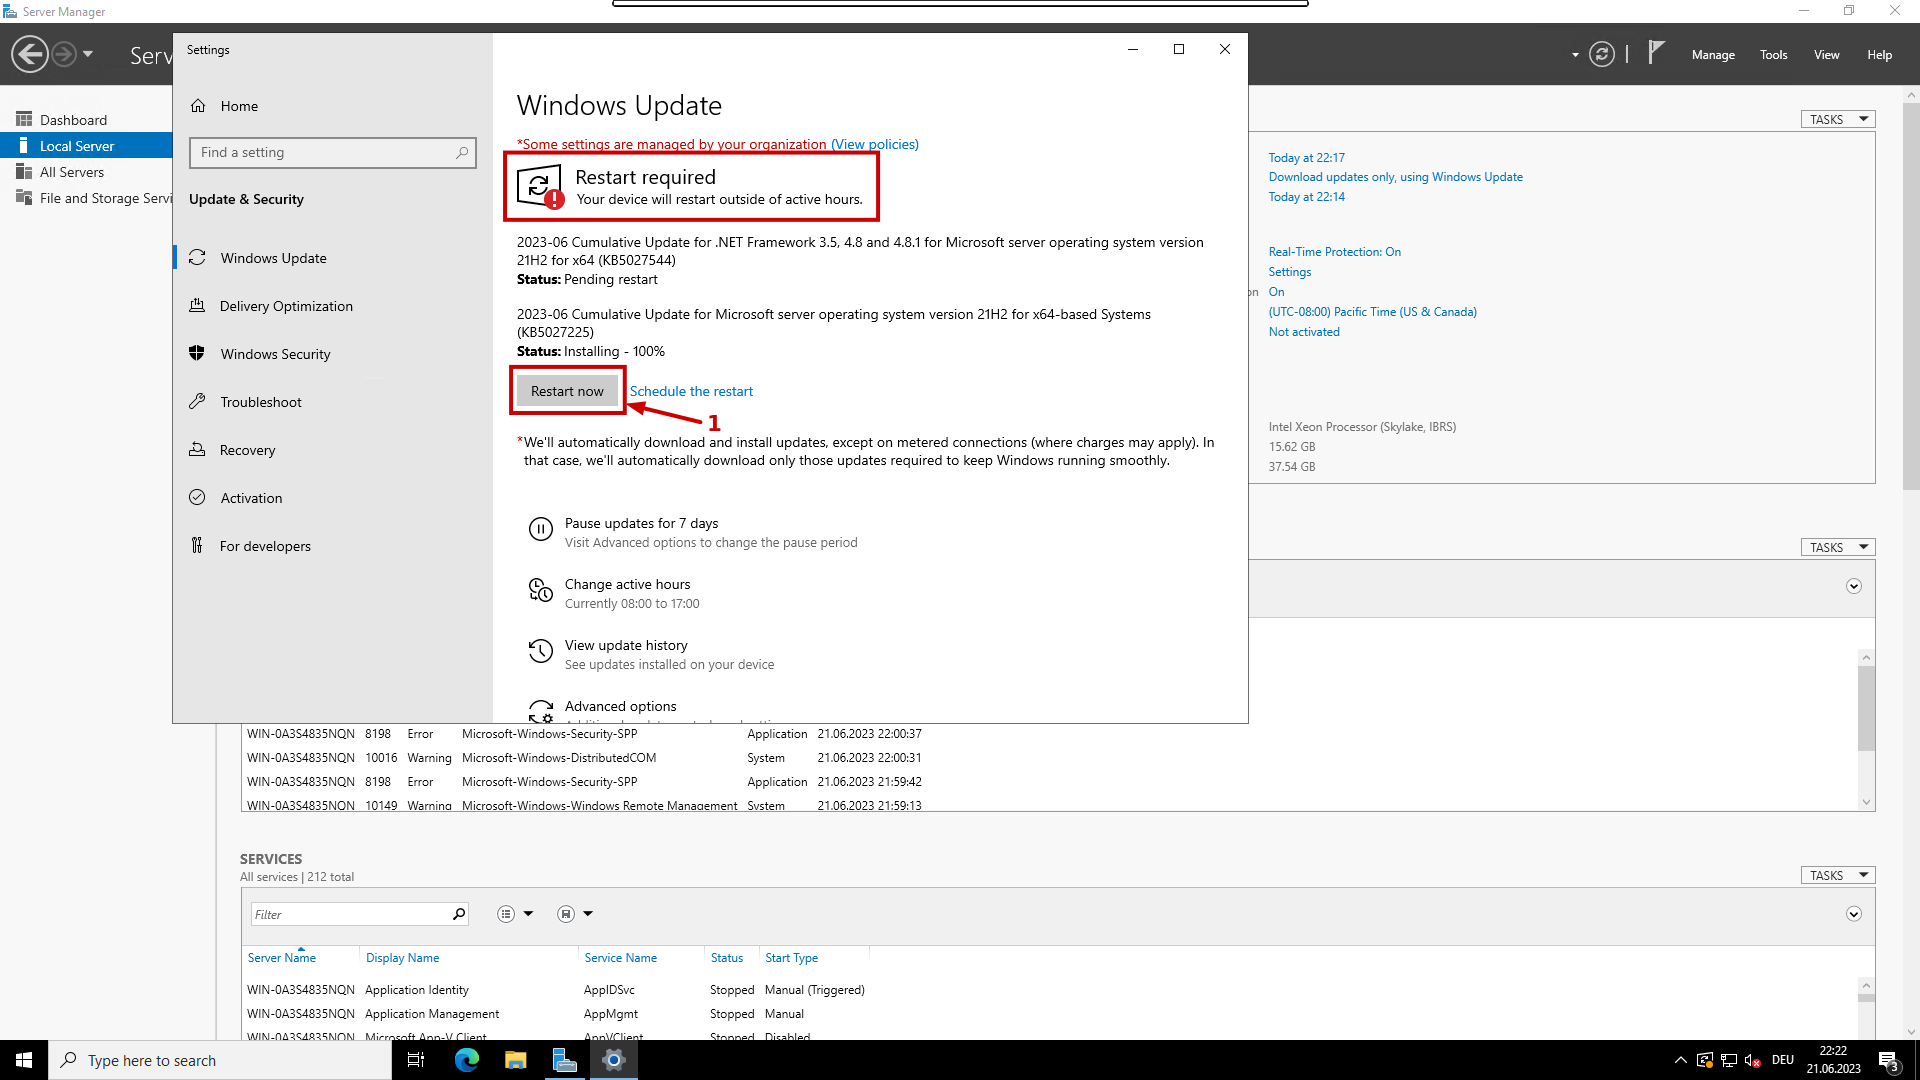 Server Manager
Serv
Manage
Tools
View
Help
Dashboard
Local Server
All Servers
File and Storage Servi
Settings
Home
Find a setting
Update & Security
Windows Update
Delivery Optimization
Windows Security
Troubleshoot
Recovery
Activation
For developers
Windows Update
*Some settings are managed by your organization (View policies)
Restart required
Your device will restart outside of active hours.
2023-06 Cumulative Update for .NET Framework 3.5, 4.8 and 4.8.1 for Microsoft server operating system version
21H2 for x64 (KB5027544)
Status: Pending restart
2023-06 Cumulative Update for Microsoft server operating system version 21H2 for x64-based Systems
(KB5027225)
Status: Installing - 100%
Restart now
Schedule the restart
1
*We'll automatically download and install updates, except on metered connections (where charges may apply). In
that case, we'll automatically download only those updates required to keep Windows running smoothly.
Pause updates for 7 days
Visit Advanced options to change the pause period
Change active hours
Currently 08:00 to 17:00
View update history
See updates installed on your device
Advanced options
TASKS
Today at 22:17
Download updates only, using Windows Update
Today at 22:14
Real-Time Protection: On
Settings
on On
(UTC-08:00) Pacific Time (US & Canada)
Not activated
Intel Xeon Processor (Skylake, IBRS)
15.62 GB
37.54 GB
TASKS
WIN-0A3S4835NQN 8198 Error Microsoft-Windows-Security-SPP Application 21.06.2023 22:00:37
WIN-0A3S4835NQN 10016 Warning Microsoft-Windows-DistributedCOM System 21.06.2023 22:00:31
WIN-0A3S4835NQN 8198 Error Microsoft-Windows-Security-SPP Application 21.06.2023 21:59:42
WIN-0A3S4835NQN 10149 Warning Microsoft-Windows-Windows Remote Management System 21.06.2023 21:59:13
SERVICES
All services | 212 total
TASKS
Filter
Server Name Display Name Service Name Status Start Type
WIN-0A3S4835NQN Application Identity AppIDSvc Stopped Manual (Triggered)
WIN-0A3S4835NQN Application Management AppMgmt Stopped Manual
WIN-0A3S4835NQN Microsoft App-V Client AppVClient Stopped Disabled
Type here to search
DEU
22:22
21.06.2023
3